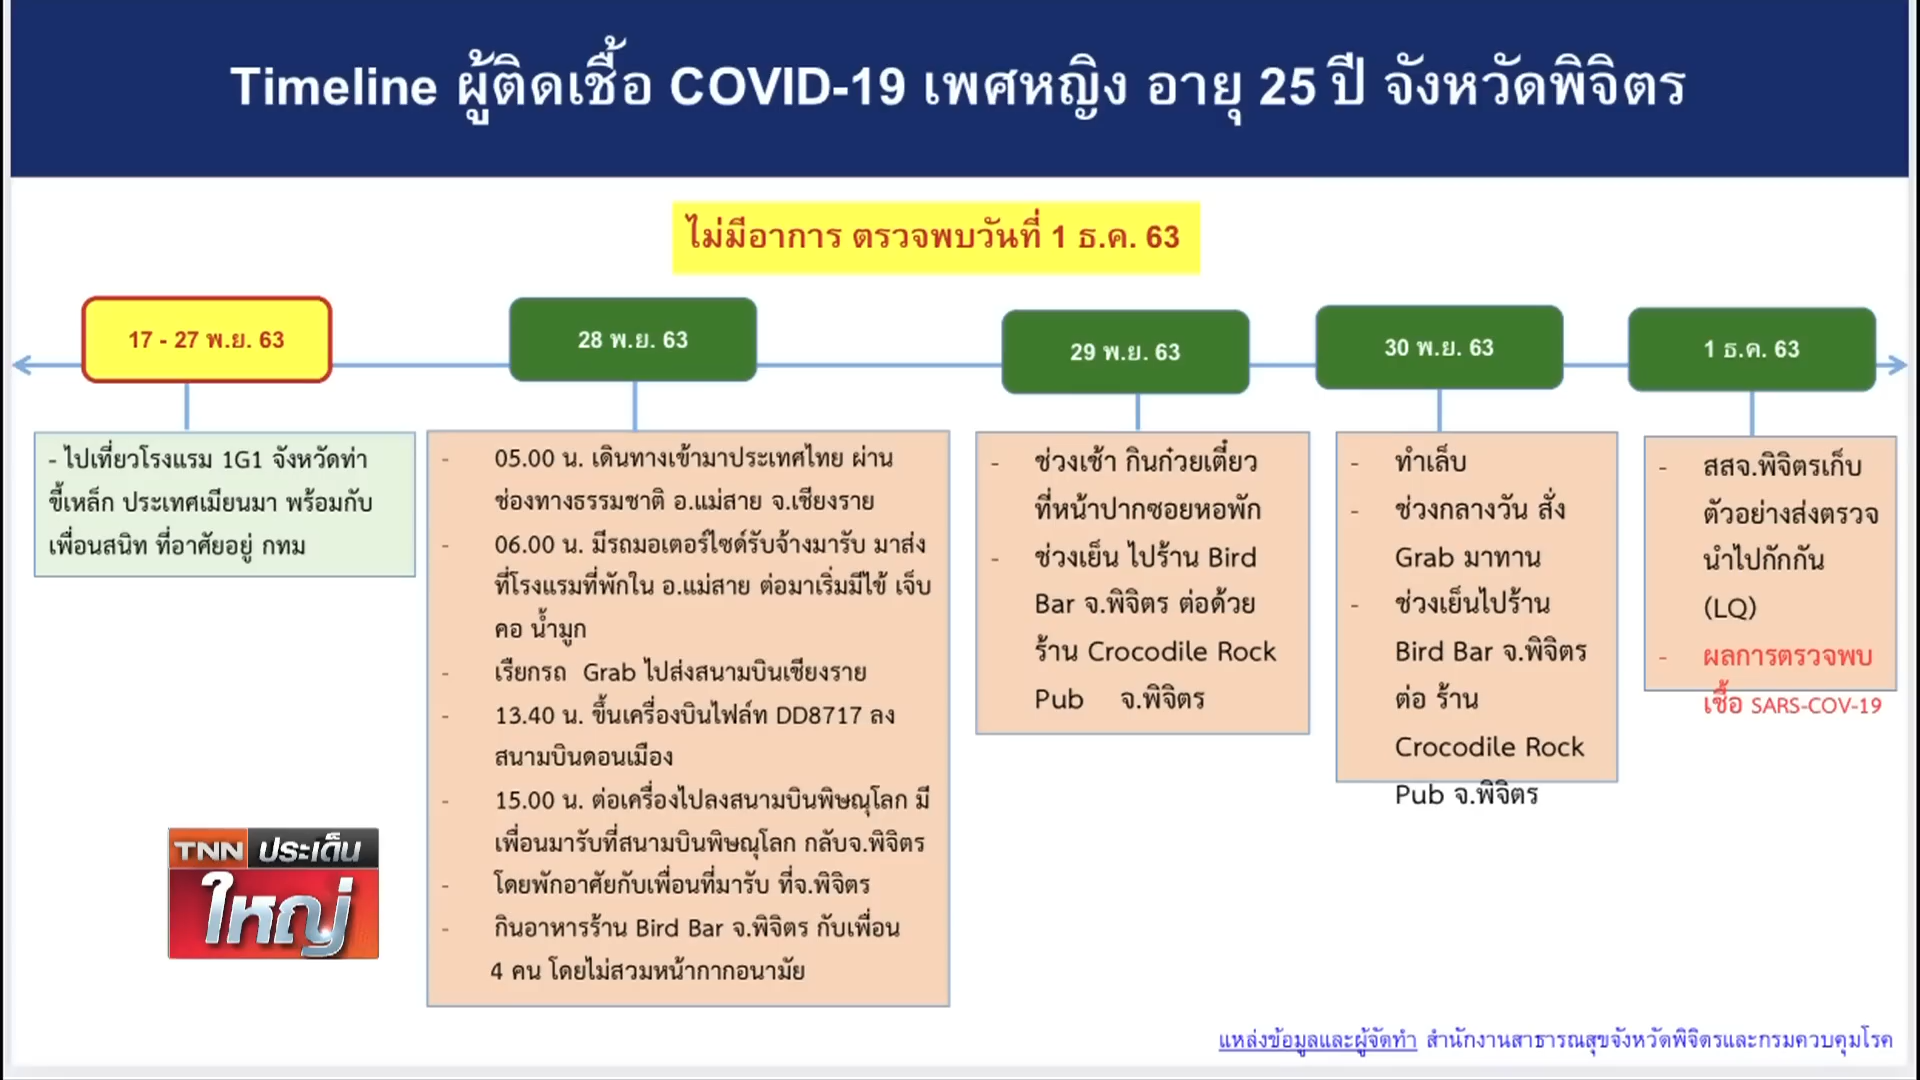 Timeline ผู้ติดเชื้อ COVID-19 เพศหญิง อายุ 25 ปี จังหวัดพิจิตร
ไม่มีอาการ ตรวจพบวันที่ 1 ธ.ค. 63
17 - 27 พ.ย. 63
- ไปเที่ยวโรงแรม 1G1 จังหวัดท่า
ขี้เหล็ก ประเทศเมียนมา พร้อมกับ
เพื่อนสนิท ที่อาศัยอยู่ กทม
28 พ.ย. 63
- 05.00 น. เดินทางเข้ามาประเทศไทย ผ่าน
ช่องทางธรรมชาติ อ.แม่สาย จ.เชียงราย
- 06.00 น. มีรถมอเตอร์ไซด์รับจ้างมารับ มาส่ง
ที่โรงแรมที่พักใน อ.แม่สาย ต่อมาเริ่มมีไข้ เจ็บ
คอ น้ำมูก
- เรียกรถ Grab ไปส่งสนามบินเชียงราย
- 13.40 น. ขึ้นเครื่องบินไฟล์ท DD8717 ลง
สนามบินดอนเมือง
- 15.00 น. ต่อเครื่องไปลงสนามบินพิษณุโลก มี
เพื่อนมารับที่สนามบินพิษณุโลก กลับจ.พิจิตร
- โดยพักอาศัยกับเพื่อนที่มารับ ที่จ.พิจิตร
- กินอาหารร้าน Bird Bar จ.พิจิตร กับเพื่อน
4 คน โดยไม่สวมหน้ากากอนามัย
29 พ.ย. 63
- ช่วงเช้า กินก๋วยเตี๋ยว
ที่หน้าปากซอยหอพัก
- ช่วงเย็น ไปร้าน Bird
Bar จ.พิจิตร ต่อด้วย
ร้าน Crocodile Rock
Pub จ.พิจิตร
30 พ.ย. 63
- ทำเล็บ
- ช่วงกลางวัน สั่ง
Grab มาทาน
- ช่วงเย็นไปร้าน
Bird Bar จ.พิจิตร
ต่อ ร้าน
Crocodile Rock
Pub จ.พิจิตร
1 ธ.ค. 63
- สสจ.พิจิตรเก็บ
ตัวอย่างส่งตรวจ
นำไปกักกัน
(LQ)
- ผลการตรวจพบ
เชื้อ SARS-COV-19
TNN ประเด็น
ใหญ่
แหล่งข้อมูลและผู้จัดทำ สำนักงานสาธารณสุขจังหวัดพิจิตรและกรมควบคุมโรค